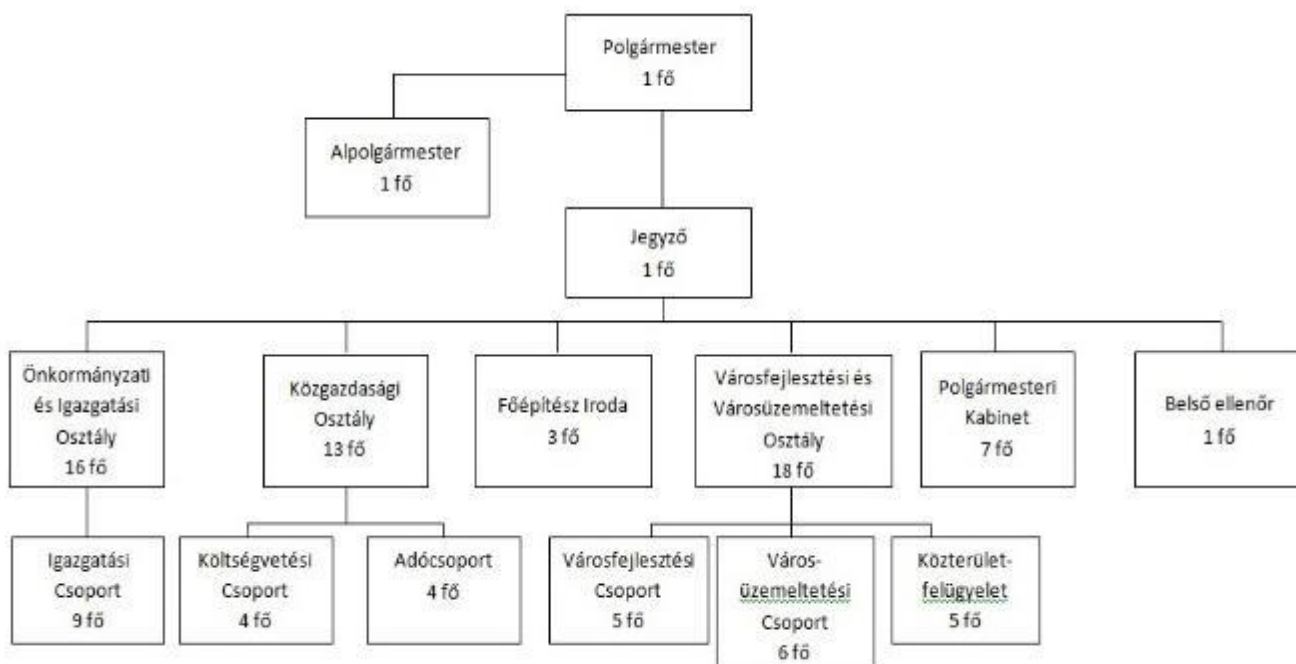 Polgármester
1 fő
Alpolgármester
1 fő
Jegyző
1 fő
Önkormányzati
és Igazgatási
Osztály
16 fő
Közgazdasági
Osztály
13 fő
Főépítész Iroda
3 fő
Városfejlesztési és
Városüzemeltetési
Osztály
18 fő
Polgármesteri
Kabinet
7 fő
Belső ellenőr
1 fő
Igazgatási
Csoport
9 fő
Költségvetési
Csoport
4 fő
Adócsoport
4 fő
Városfejlesztési
Csoport
5 fő
Város-
üzemeltetési
Csoport
6 fő
Közterület-
felügyelet
5 fő